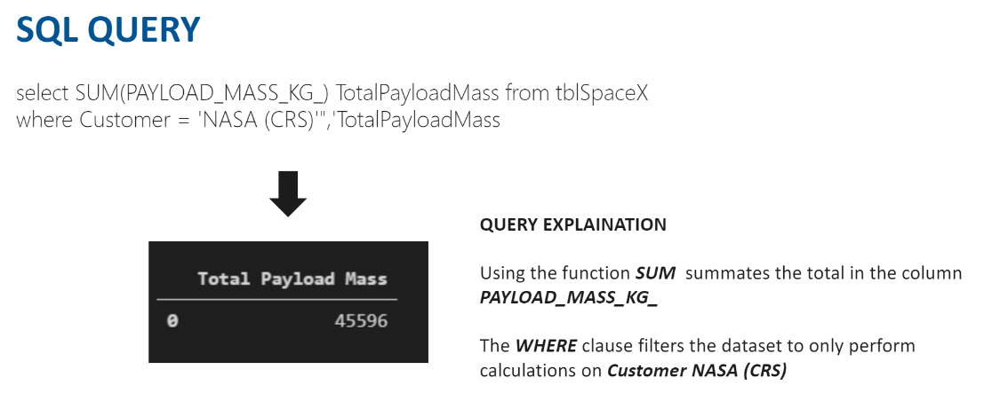 SQL QUERY
select SUM(PAYLOAD_MASS_KG_) TotalPayloadMass from tblSpaceX
where Customer = 'NASA (CRS)'",'TotalPayloadMass
Total Payload Mass
0 45596
QUERY EXPLAINATION
Using the function SUM summates the total in the column
PAYLOAD_MASS_KG_
The WHERE clause filters the dataset to only perform
calculations on Customer NASA (CRS)